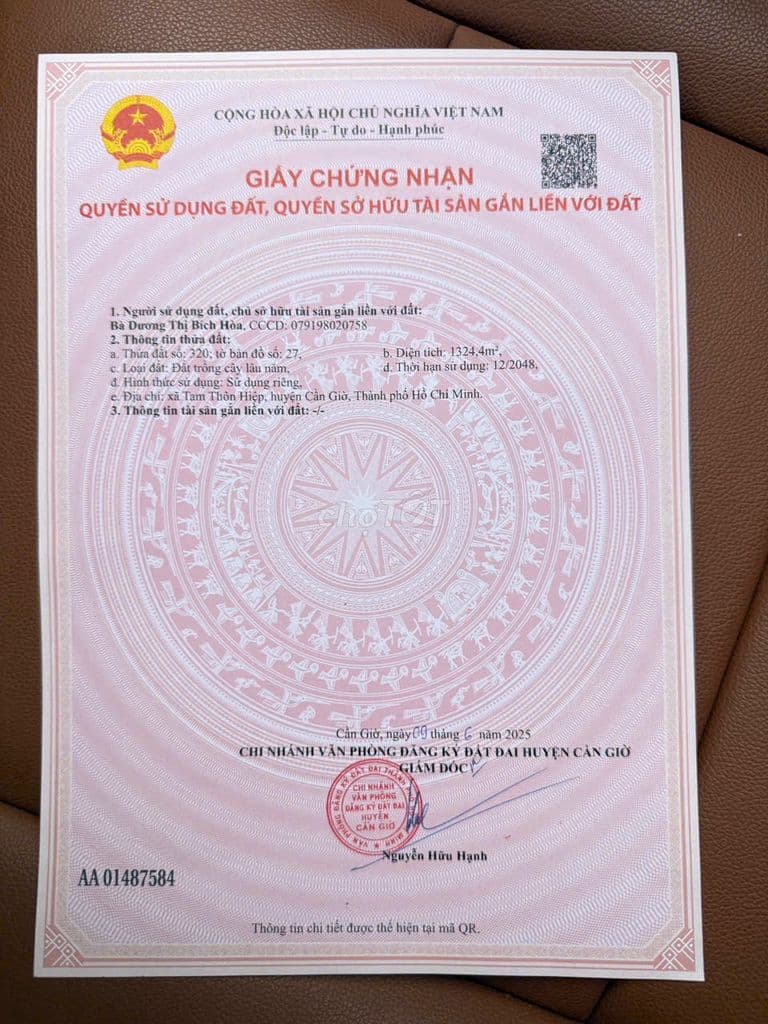 CỘNG HÒA XÃ HỘI CHỦ NGHĨA VIỆT NAM
Độc lập - Tự do - Hạnh phúc
GIẤY CHỨNG NHẬN
QUYỀN SỬ DỤNG ĐẤT, QUYỀN SỞ HỮU TÀI SẢN GẮN LIỀN VỚI ĐẤT
1. Người sử dụng đất, chủ sở hữu tài sản gắn liền với đất:
Bà Dương Thị Bích Hòa, CCCD: 079198020758
2. Thông tin thửa đất:
a. Thửa đất số: 320; tờ bản đồ số: 27, b. Diện tích: 1324,4m²,
c. Loại đất: Đất trồng cây lâu năm, d. Thời hạn sử dụng: 12/2048,
đ. Hình thức sử dụng: Sử dụng riêng,
e. Địa chỉ: xã Tam Thôn Hiệp, huyện Cần Giờ, Thành phố Hồ Chí Minh.
3. Thông tin tài sản gắn liền với đất: -/-
chợTỐT
Cần Giờ, ngày 09 tháng 6 năm 2025
CHI NHÁNH VĂN PHÒNG ĐĂNG KÝ ĐẤT ĐAI HUYỆN CẦN GIỜ
GIÁM ĐỐC
CHI NHÁNH
VĂN PHÒNG
ĐĂNG KÝ ĐẤT ĐAI
HUYỆN
CẦN GIỜ
Nguyễn Hữu Hạnh
AA 01487584
Thông tin chi tiết được thể hiện tại mã QR.